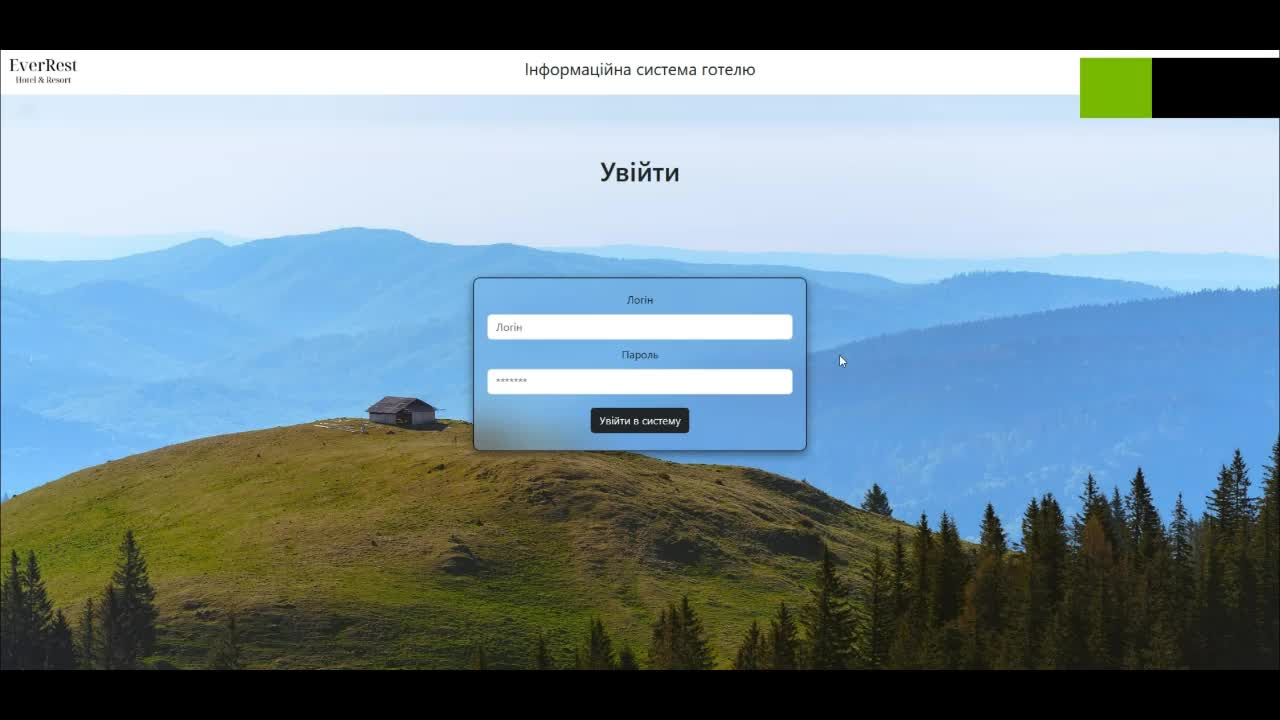 EverRest
Hotel & Resort
Інформаційна система готелю
Увійти
Логін
Логін
Пароль
*******
Увійти в систему